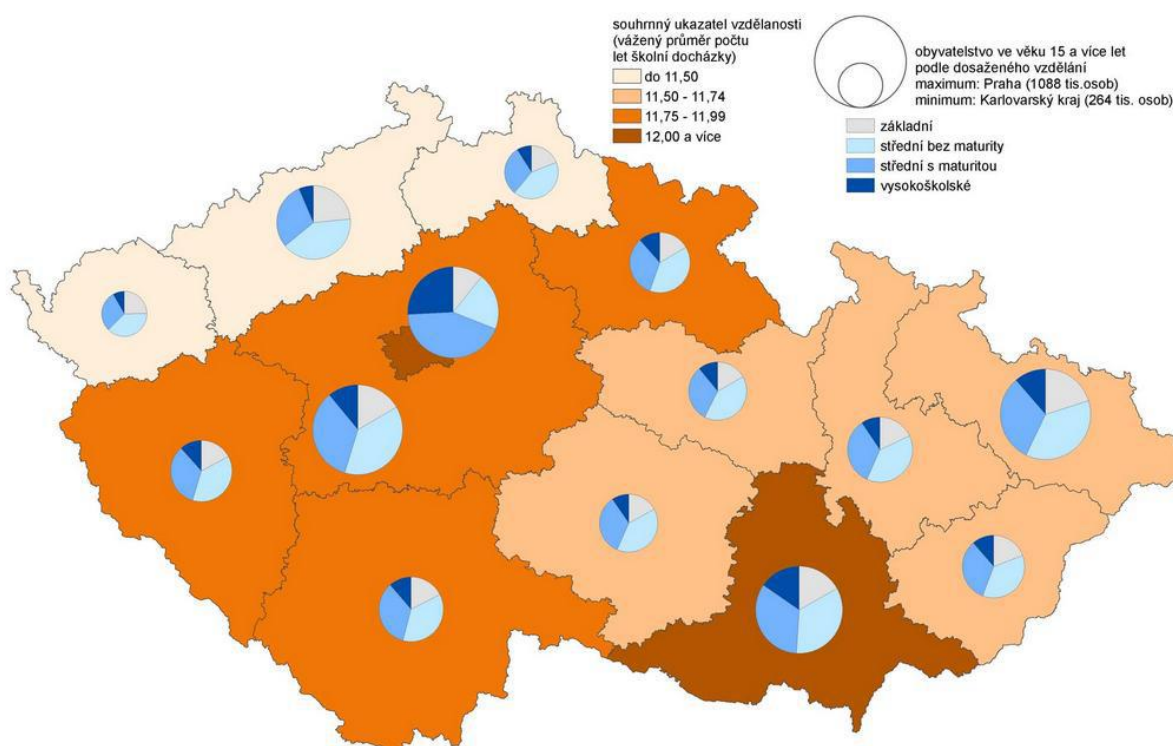 souhrnný ukazatel vzdělanosti
(vážený průměr počtu
let školní docházky)
do 11,50
11,50 - 11,74
11,75 - 11,99
12,00 a více
obyvatelstvo ve věku 15 a více let
podle dosaženého vzdělání
maximum: Praha (1088 tis.osob)
minimum: Karlovarský kraj (264 tis. osob)
základní
střední bez maturity
střední s maturitou
vysokoškolské